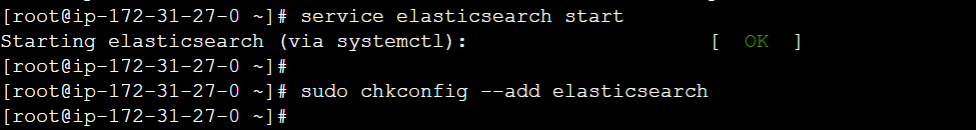 [root@ip-172-31-27-0 ~]# service elasticsearch start
Starting elasticsearch (via systemctl):                    [  OK  ]
[root@ip-172-31-27-0 ~]#
[root@ip-172-31-27-0 ~]# sudo chkconfig --add elasticsearch
[root@ip-172-31-27-0 ~]#